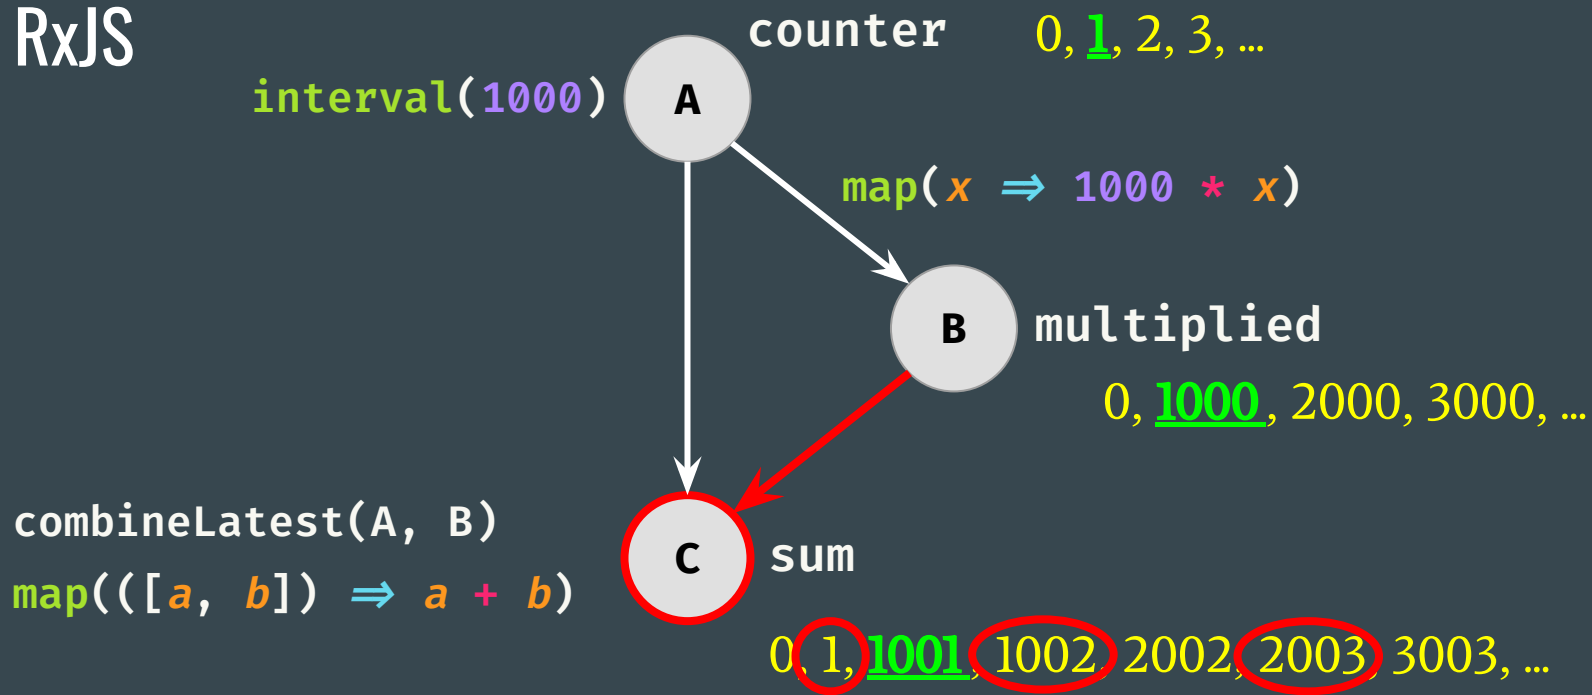 RxJS
counter 0, 1, 2, 3, ...
interval(1000)
A
map(x ⇒ 1000 * x)
B
multiplied
0, 1000, 2000, 3000, ...
combineLatest(A, B)
map(([a, b]) ⇒ a + b)
C
sum
0, 1, 1001, 1002, 2002, 2003, 3003, ...